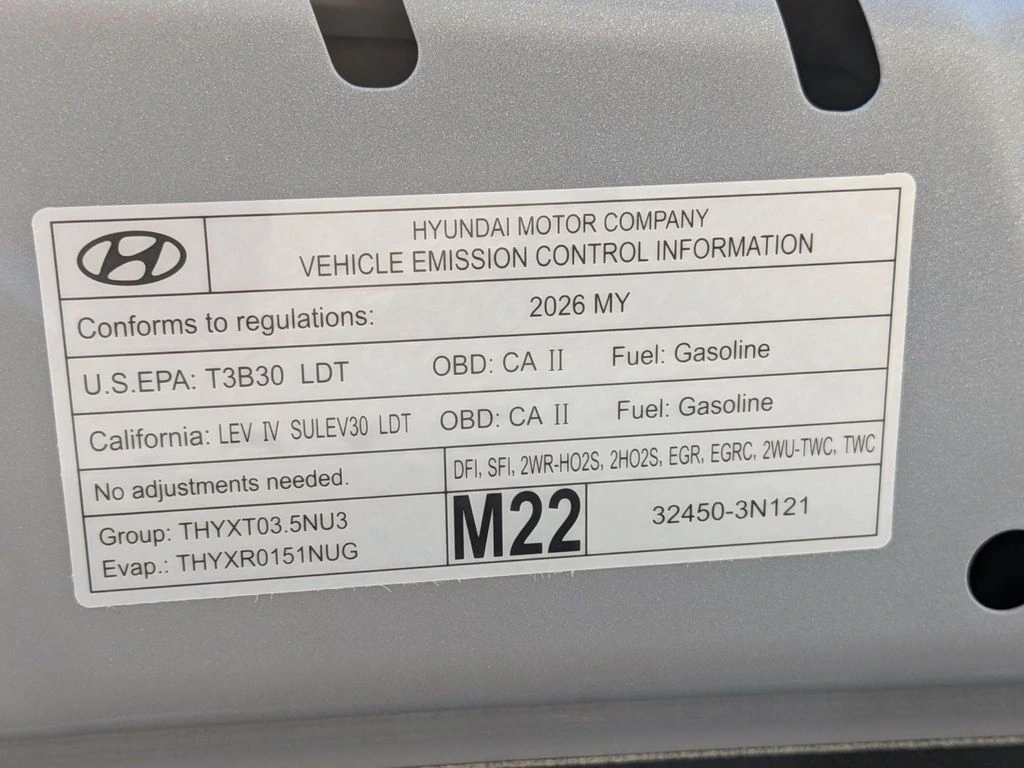 HYUNDAI MOTOR COMPANY
VEHICLE EMISSION CONTROL INFORMATION
Conforms to regulations: 2026 MY
U.S.EPA: T3B30 LDT OBD: CA II Fuel: Gasoline
California: LEV IV SULEV30 LDT OBD: CA II Fuel: Gasoline
No adjustments needed.
DFI, SFI, 2WR-HO2S, 2HO2S, EGR, EGRC, 2WU-TWC, TWC
Group: THYXT03.5NU3
Evap.: THYXR0151NUG
M22
32450-3N121